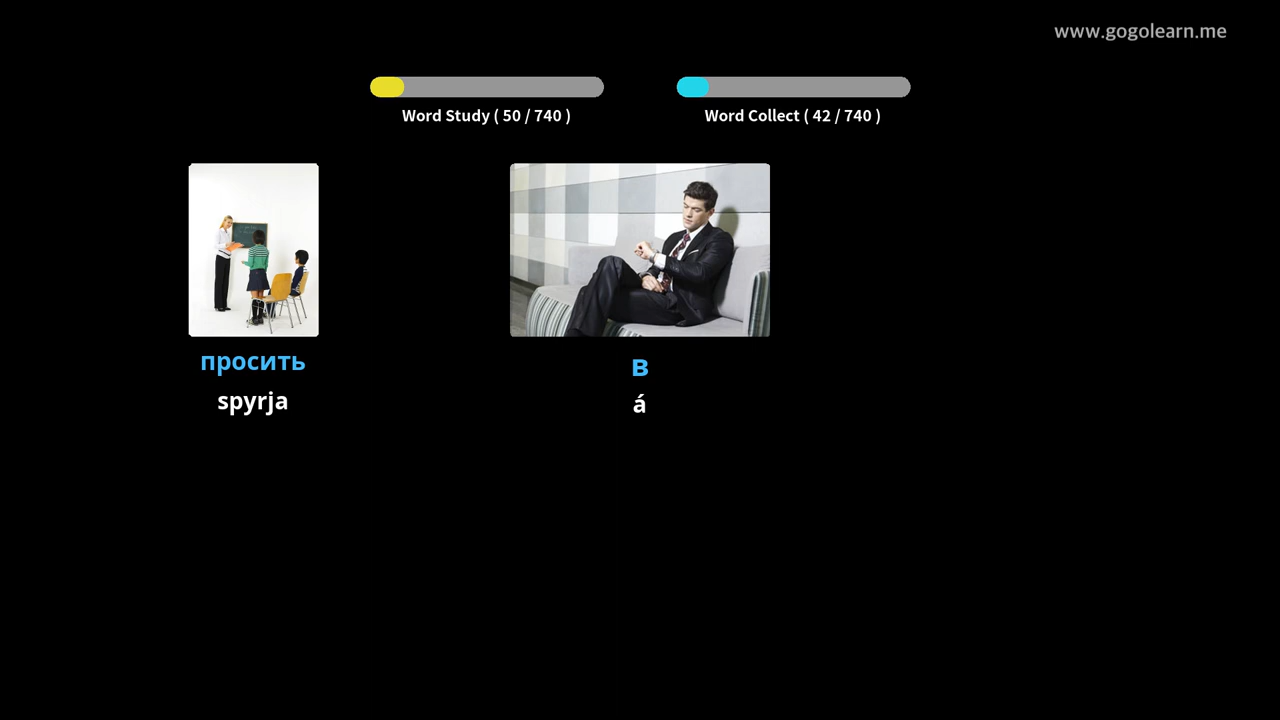 www.gogolearn.me
Word Study ( 50 / 740 )
Word Collect ( 42 / 740 )
просить
spyrja
в
á